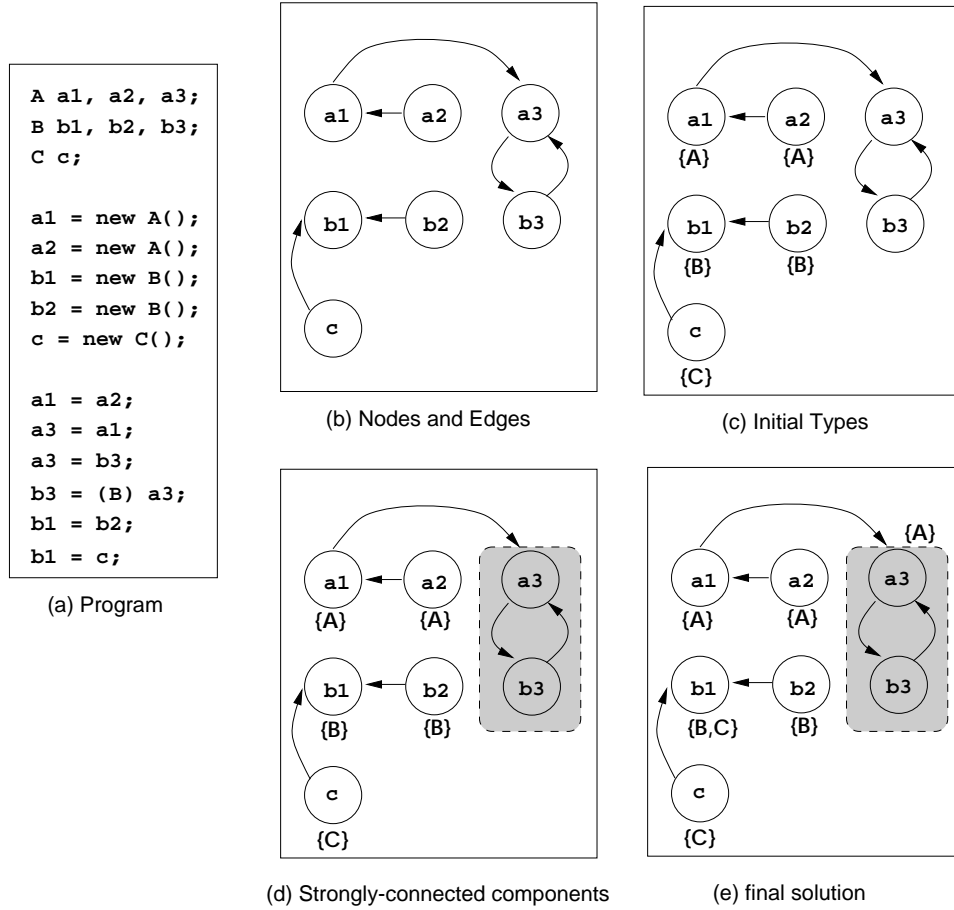 A a1, a2, a3;
B b1, b2, b3;
C c;
a1 = new A();
a2 = new A();
b1 = new B();
b2 = new B();
c = new C();
a1 = a2;
a3 = a1;
a3 = b3;
b3 = (B) a3;
b1 = b2;
b1 = c;
(a) Program
a1 a2 a3
b1 b2 b3
c
(b) Nodes and Edges
a1 a2 a3
{A} {A}
b1 b2 b3
{B} {B}
c
{C}
(c) Initial Types
a1 a2 a3
{A} {A}
b1 b2 b3
{B} {B}
c
{C}
(d) Strongly-connected components
{A}
a1 a2 a3
{A} {A}
b1 b2 b3
{B,C} {B}
c
{C}
(e) final solution